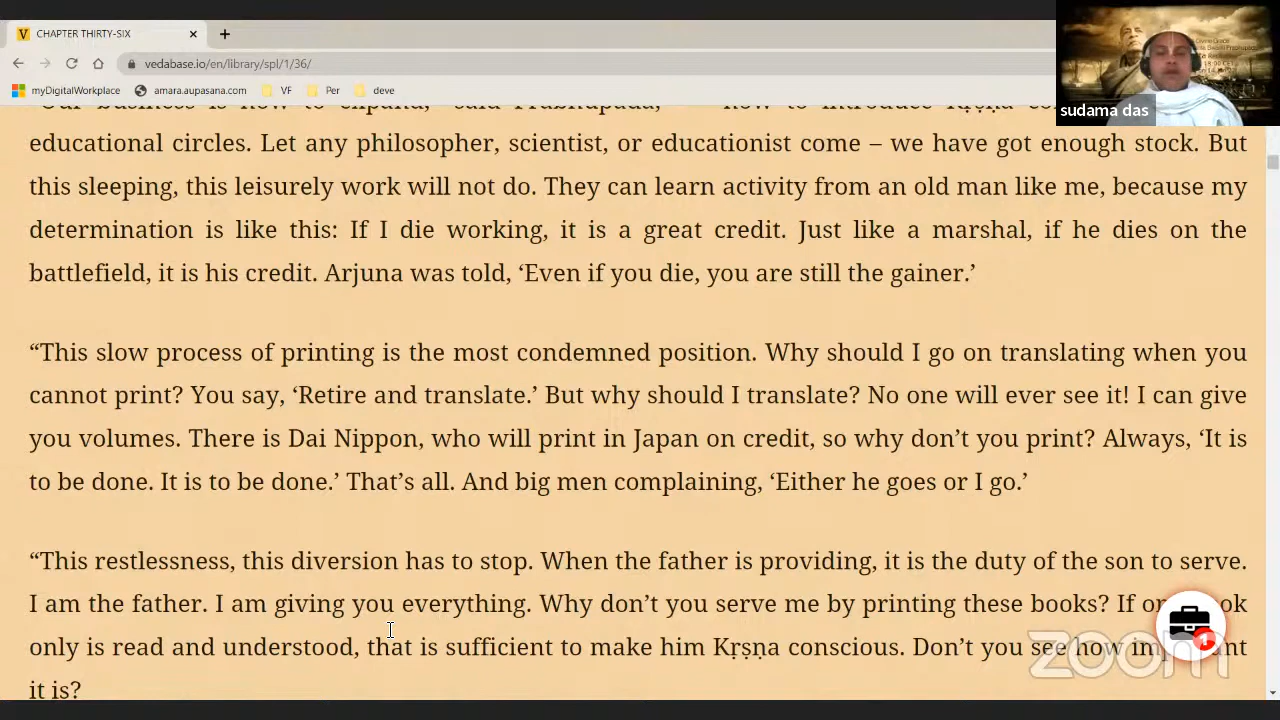 CHAPTER THIRTY-SIX
vedabase.io/en/library/spl/1/36/
myDigitalWorkplace amara.aupasana.com VF Per deve
sudama das
educational circles. Let any philosopher, scientist, or educationist come – we have got enough stock. But
this sleeping, this leisurely work will not do. They can learn activity from an old man like me, because my
determination is like this: If I die working, it is a great credit. Just like a marshal, if he dies on the
battlefield, it is his credit. Arjuna was told, ‘Even if you die, you are still the gainer.’
“This slow process of printing is the most condemned position. Why should I go on translating when you
cannot print? You say, ‘Retire and translate.’ But why should I translate? No one will ever see it! I can give
you volumes. There is Dai Nippon, who will print in Japan on credit, so why don’t you print? Always, ‘It is
to be done. It is to be done.’ That’s all. And big men complaining, ‘Either he goes or I go.’
“This restlessness, this diversion has to stop. When the father is providing, it is the duty of the son to serve.
I am the father. I am giving you everything. Why don’t you serve me by printing these books? If
only is read and understood, that is sufficient to make him Kṛṣṇa conscious. Don’t you see how
it is?
1
zoom